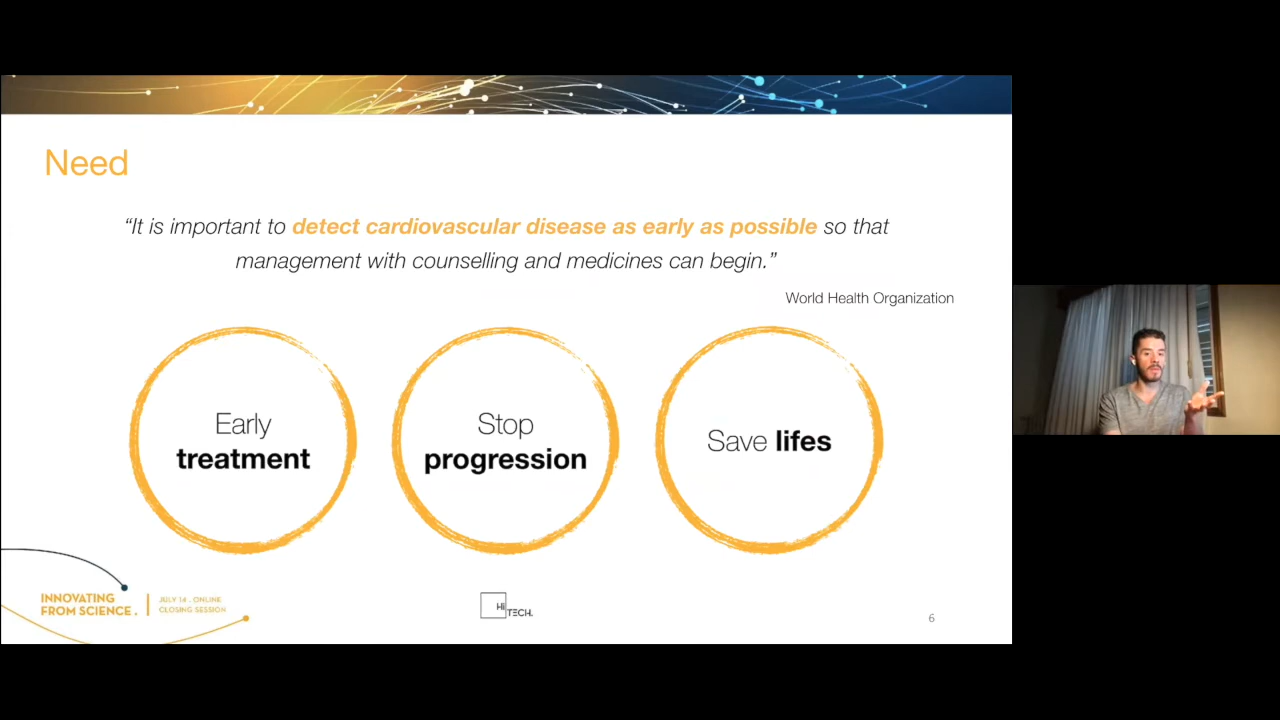 Need
“It is important to detect cardiovascular disease as early as possible so that
management with counselling and medicines can begin.”
World Health Organization
Early
treatment
Stop
progression
Save lifes
INNOVATING
FROM SCIENCE.
JULY 14 . ONLINE
CLOSING SESSION
Hi
TECH.
6